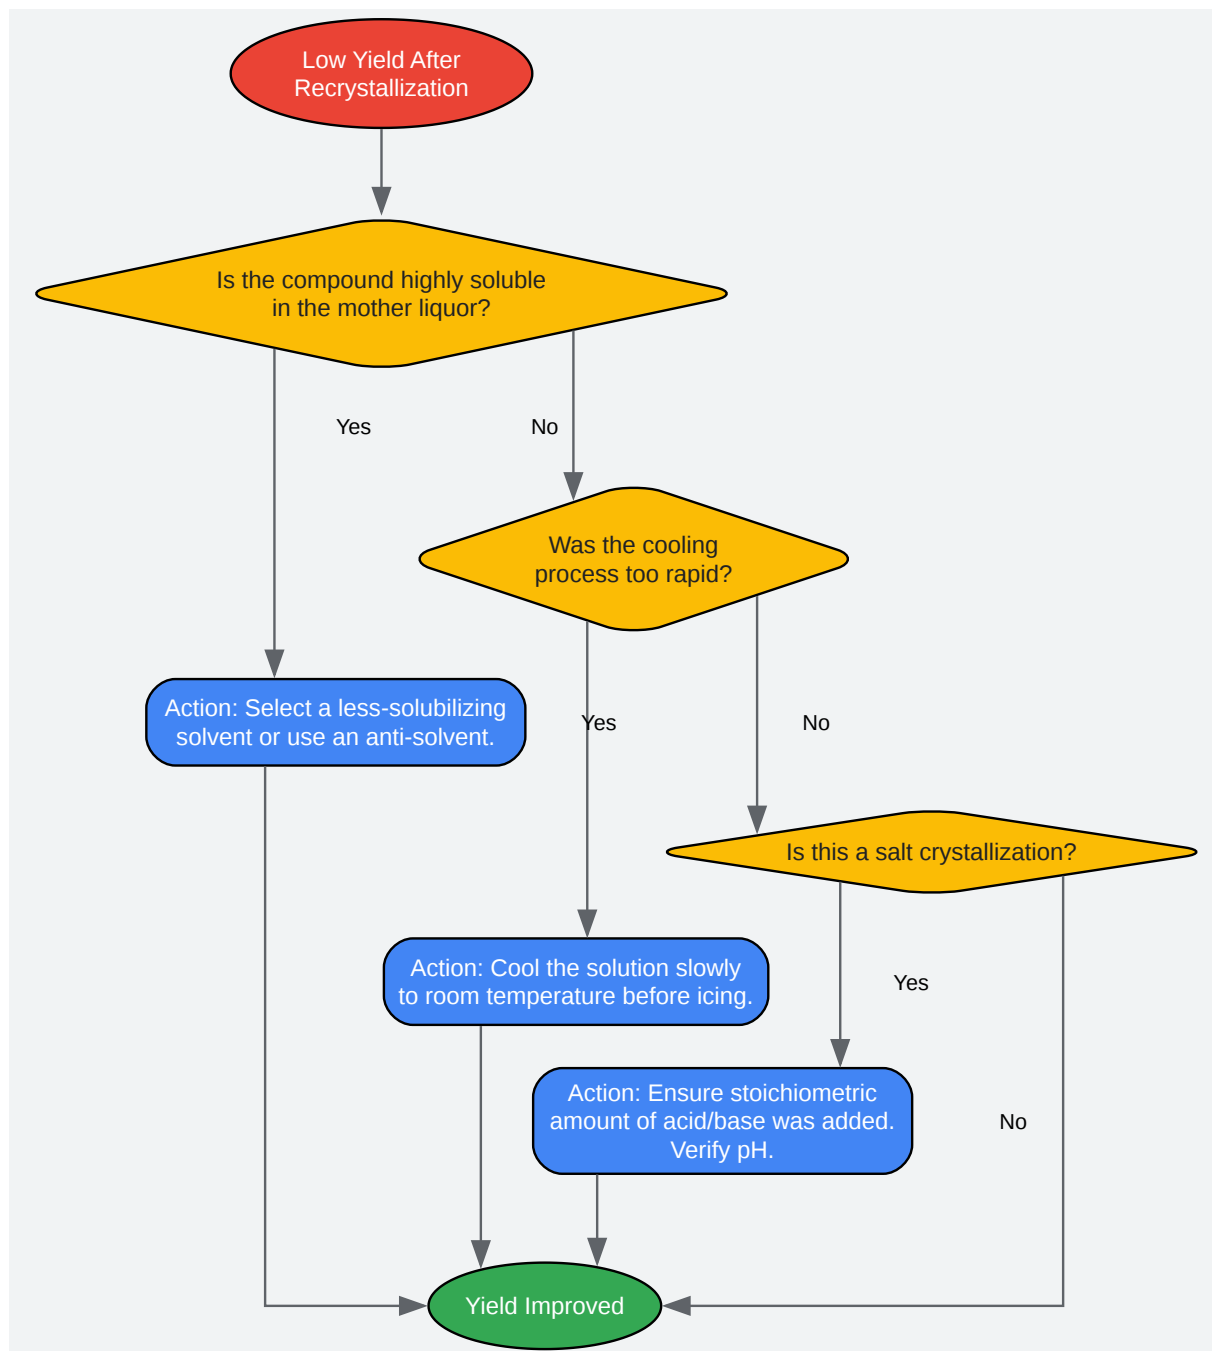 Low Yield After
Recrystallization
Is the compound highly soluble
in the mother liquor?
Yes
No
Was the cooling
process too rapid?
Action: Select a less-solubilizing
solvent or use an anti-solvent.
Yes
No
Is this a salt crystallization?
Action: Cool the solution slowly
to room temperature before icing.
Yes
Action: Ensure stoichiometric
amount of acid/base was added.
Verify pH.
No
Yield Improved